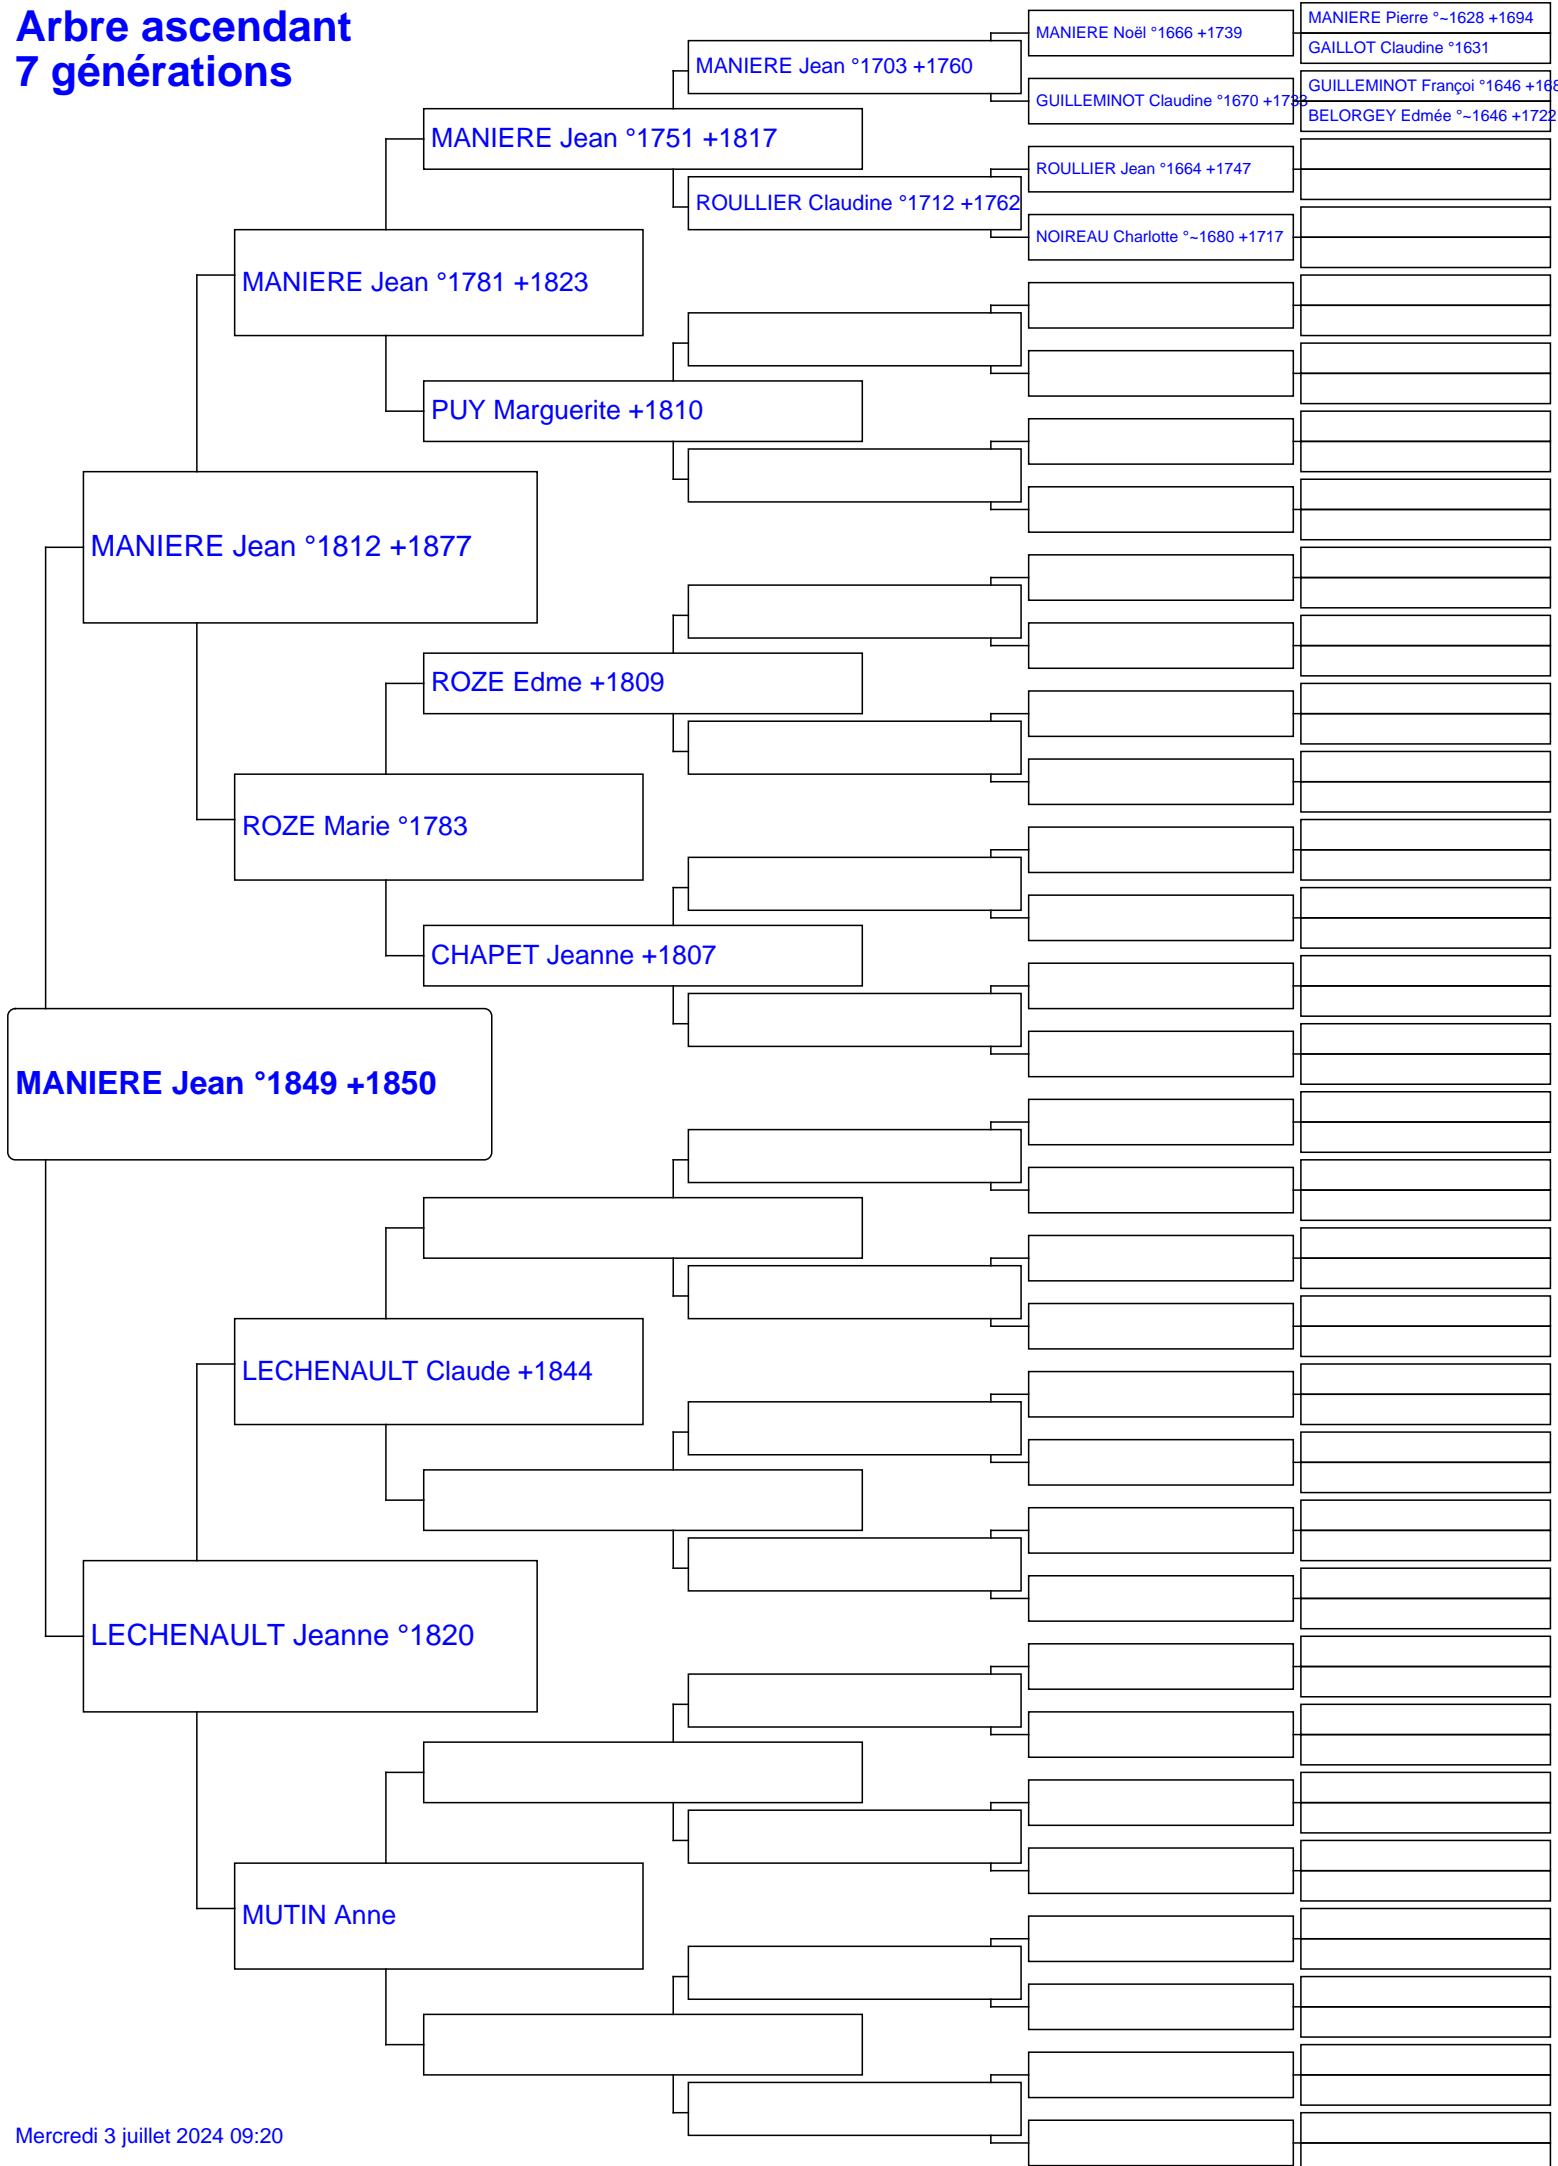 Arbre ascendant
7 générations
MANIERE Pierre °~1628 +1694
MANIERE Noël °1666 +1739
GAILLOT Claudine °1631
MANIERE Jean °1703 +1760
GUILLEMINOT Françoi °1646 +168
GUILLEMINOT Claudine °1670 +1733
BELORGEY Edmée °~1646 +1722
MANIERE Jean °1751 +1817
ROULLIER Jean °1664 +1747
ROULLIER Claudine °1712 +1762
NOIREAU Charlotte °~1680 +1717
MANIERE Jean °1781 +1823
PUY Marguerite +1810
MANIERE Jean °1812 +1877
ROZE Edme +1809
ROZE Marie °1783
CHAPET Jeanne +1807
MANIERE Jean °1849 +1850
LECHENAULT Claude +1844
LECHENAULT Jeanne °1820
MUTIN Anne
Mercredi 3 juillet 2024 09:20